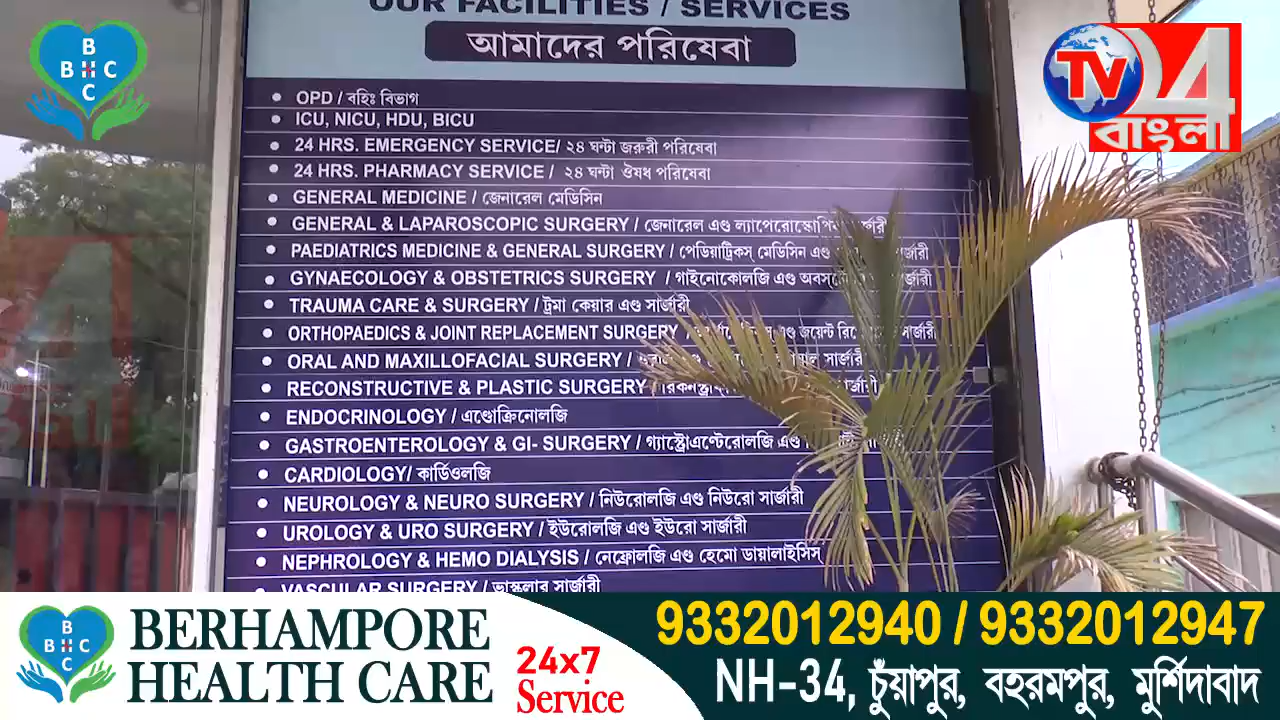 OUR FACILITIES / SERVICES
আমাদের পরিষেবা
B
B H C
C
TV 4
বাংলা
OPD / বহিঃ বিভাগ
ICU, NICU, HDU, BICU
24 HRS. EMERGENCY SERVICE/ ২৪ ঘন্টা জরুরী পরিষেবা
24 HRS. PHARMACY SERVICE / ২৪ ঘন্টা ঔষধ পরিষেবা
GENERAL MEDICINE / জেনারেল মেডিসিন
GENERAL & LAPAROSCOPIC SURGERY / জেনারেল এণ্ড ল্যাপেরোস্কোপিক সার্জারী
PAEDIATRICS MEDICINE & GENERAL SURGERY / পেডিয়াট্রিকস্ মেডিসিন এণ্ড সার্জারী
GYNAECOLOGY & OBSTETRICS SURGERY / গাইনোকোলজি এণ্ড সার্জারী
TRAUMA CARE & SURGERY / ট্রমা কেয়ার এণ্ড সার্জারী
ORTHOPAEDICS & JOINT REPLACEMENT SURGERY এণ্ড জয়েন্ট সার্জারী
ORAL AND MAXILLOFACIAL SURGERY / সার্জারী
RECONSTRUCTIVE & PLASTIC SURGERY / সার্জারী
ENDOCRINOLOGY / এণ্ডোক্রিনোলজি
GASTROENTEROLOGY & GI- SURGERY / গ্যাস্ট্রোএন্টেরোলজি এণ্ড
CARDIOLOGY/ কার্ডিওলজি
NEUROLOGY & NEURO SURGERY / নিউরোলজি এণ্ড নিউরো সার্জারী
UROLOGY & URO SURGERY / ইউরোলজি এণ্ড ইউরো সার্জারী
NEPHROLOGY & HEMO DIALYSIS / নেফ্রোলজি এণ্ড হেমো ডায়ালাইসিস্
VASCULAR SURGERY / ভাস্কুলার সার্জারী
B
B H C
C
BERHAMPORE
HEALTH CARE
24x7
Service
9332012940 / 9332012947
NH-34, চুঁয়াপুর, বহরমপুর, মুর্শিদাবাদ